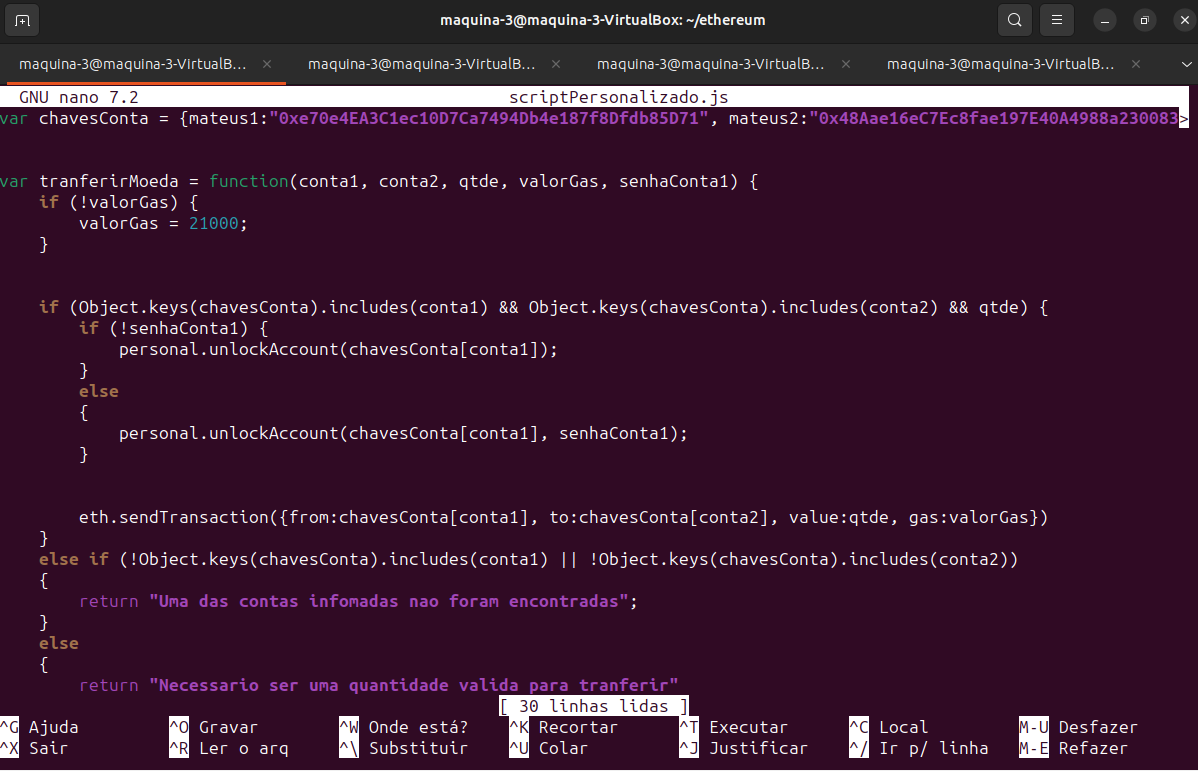 maquina-3@maquina-3-VirtualBox: ~/ethereum
maquina-3@maquina-3-VirtualB... × maquina-3@maquina-3-VirtualB... × maquina-3@maquina-3-VirtualB... × maquina-3@maquina-3-VirtualB... ×
GNU nano 7.2 scriptPersonalizado.js
var chavesConta = {mateus1:"0xe70e4EA3C1ec10D7Ca7494Db4e187f8Dfdb85D71", mateus2:"0x48Aae16eC7Ec8fae197E40A4988a230083>
var tranferirMoeda = function(conta1, conta2, qtde, valorGas, senhaConta1) {
    if (!valorGas) {
        valorGas = 21000;
    }
    if (Object.keys(chavesConta).includes(conta1) && Object.keys(chavesConta).includes(conta2) && qtde) {
        if (!senhaConta1) {
            personal.unlockAccount(chavesConta[conta1]);
        }
        else
        {
            personal.unlockAccount(chavesConta[conta1], senhaConta1);
        }
        eth.sendTransaction({from:chavesConta[conta1], to:chavesConta[conta2], value:qtde, gas:valorGas})
    }
    else if (!Object.keys(chavesConta).includes(conta1) || !Object.keys(chavesConta).includes(conta2))
    {
        return "Uma das contas infomadas nao foram encontradas";
    }
    else
    {
        return "Necessario ser uma quantidade valida para tranferir"
[ 30 linhas lidas ]
^G Ajuda ^O Gravar ^W Onde está? ^K Recortar ^T Executar ^C Local M-U Desfazer
^X Sair ^R Ler o arq ^\ Substituir ^U Colar ^J Justificar ^/ Ir p/ linha M-E Refazer